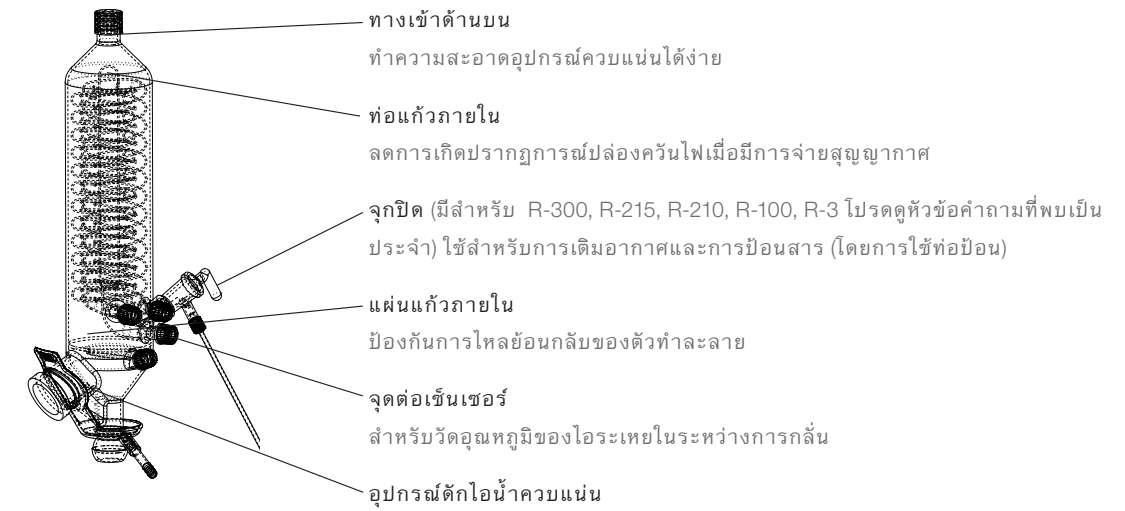 ทางเข้าด้านบน
ทำความสะอาดอุปกรณ์ควบแน่นได้ง่าย
ท่อแก้วภายใน
ลดการเกิดปรากฏการณ์ปล่องควันไฟเมื่อมีการจ่ายสุญญากาศ
จุกปิด (มีสำหรับ R-300, R-215, R-210, R-100, R-3 โปรดดูหัวข้อคำถามที่พบเป็น
ประจำ) ใช้สำหรับการเติมอากาศและการป้อนสาร (โดยการใช้ท่อป้อน)
แผ่นแก้วภายใน
ป้องกันการไหลย้อนกลับของตัวทำละลาย
จุดต่อเซ็นเซอร์
สำหรับวัดอุณหภูมิของไอระเหยในระหว่างการกลั่น
อุปกรณ์ดักไอน้ำควบแน่น